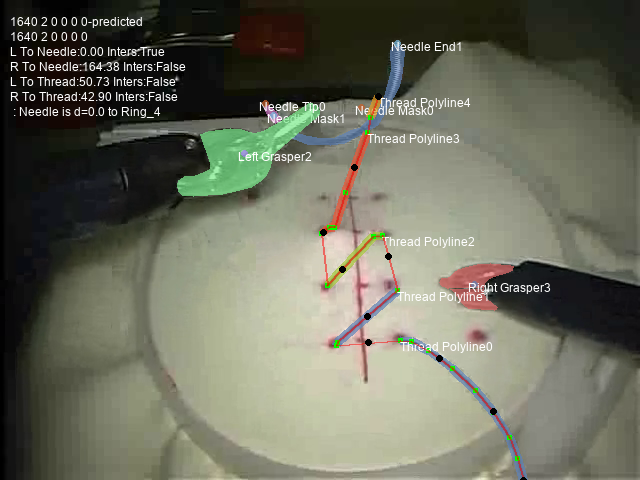 1640 2 0 0 0 0-predicted
1640 2 0 0 0 0
L To Needle:0.00 Inters:True
R To Needle:164.38 Inters:False
L To Thread:50.73 Inters:False
R To Thread:42.90 Inters:False
: Needle is d=0.0 to Ring_4
Needle End1
Needle Tip0
Thread Polyline4
Needle Mask0
Needle Mask1
Thread Polyline3
Left Grasper2
Thread Polyline2
Right Grasper3
Thread Polyline1
Thread Polyline0